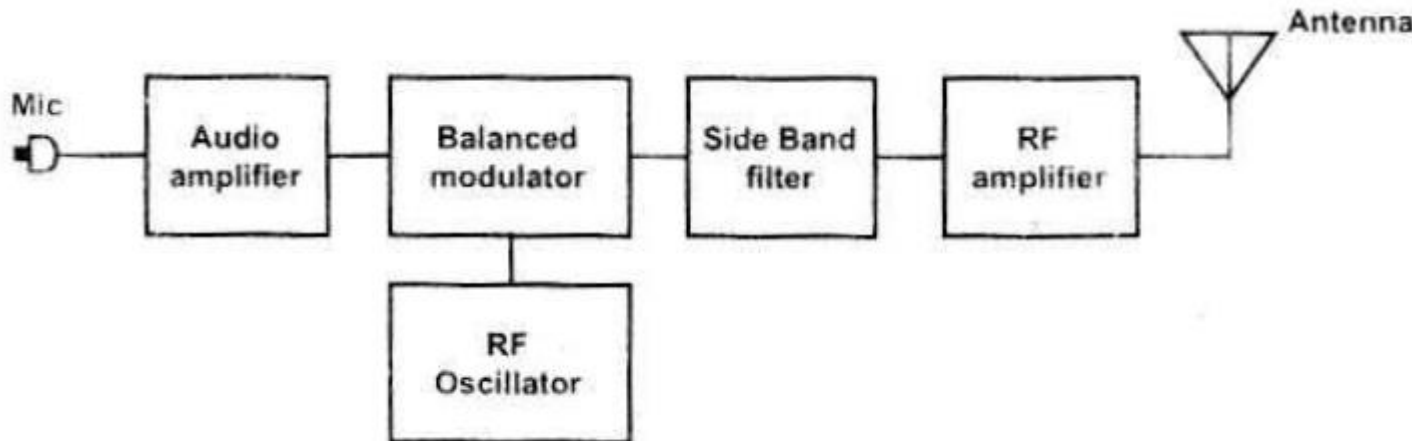 Antenna
Mic
Audio
amplifier
Balanced
modulator
Side Band
filter
RF
amplifier
RF
Oscillator